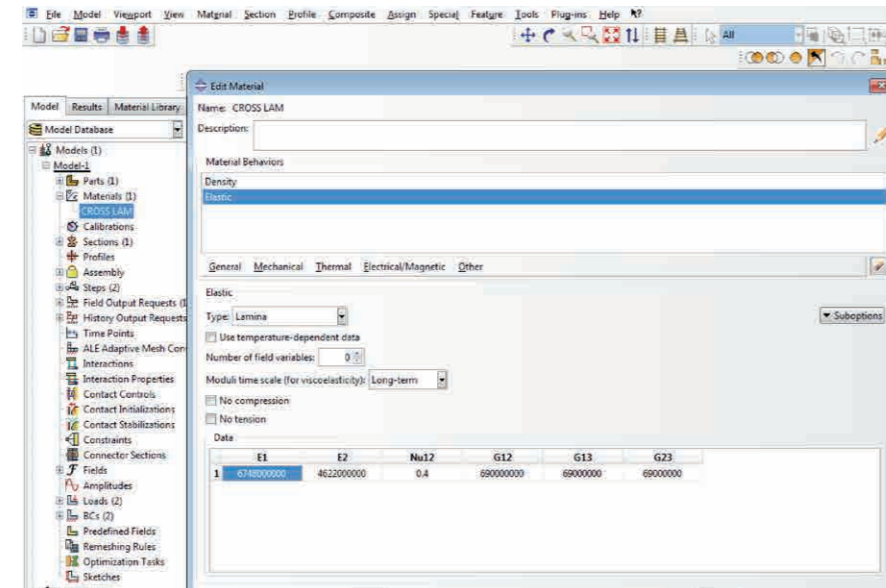 File Model Viewport View Material Section Profile Composite Assign Special Feature Tools Plug-ins Help
All
Edit Material
Model Results Material Library
Name: CROSS LAM
Model Database
Description:
Models (1)
Model-1
Parts (1)
Materials (1)
CROSS LAM
Calibrations
Sections (1)
Profiles
Assembly
Steps (2)
Field Output Requests (1
History Output Requests
Time Points
ALE Adaptive Mesh Con
Interactions
Interaction Properties
Contact Controls
Contact Initializations
Contact Stabilizations
Constraints
Connector Sections
Fields
Amplitudes
Loads (2)
BCs (2)
Predefined Fields
Remeshing Rules
Optimization Tasks
Sketches
Material Behaviors
Density
Elastic
General Mechanical Thermal Electrical/Magnetic Other
Elastic
Type: Lamina
Suboptions
Use temperature-dependent data
Number of field variables: 0
Moduli time scale (for viscoelasticity): Long-term
No compression
No tension
Data
E1 E2 Nu12 G12 G13 G23
1 6748000000 4622000000 0.4 690000000 69000000 69000000